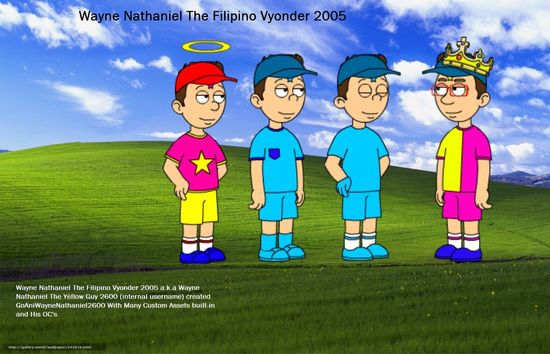 Wayne Nathaniel The Filipino Vyonder 2005
Wayne Nathaniel The Filipino Vyonder 2005 a.k.a Wayne
Nathaniel The Yellow Guy 2600 (internal username) created
GoAniWayneNathaniel2600 With Many Custom Assets built-in
and His OC's